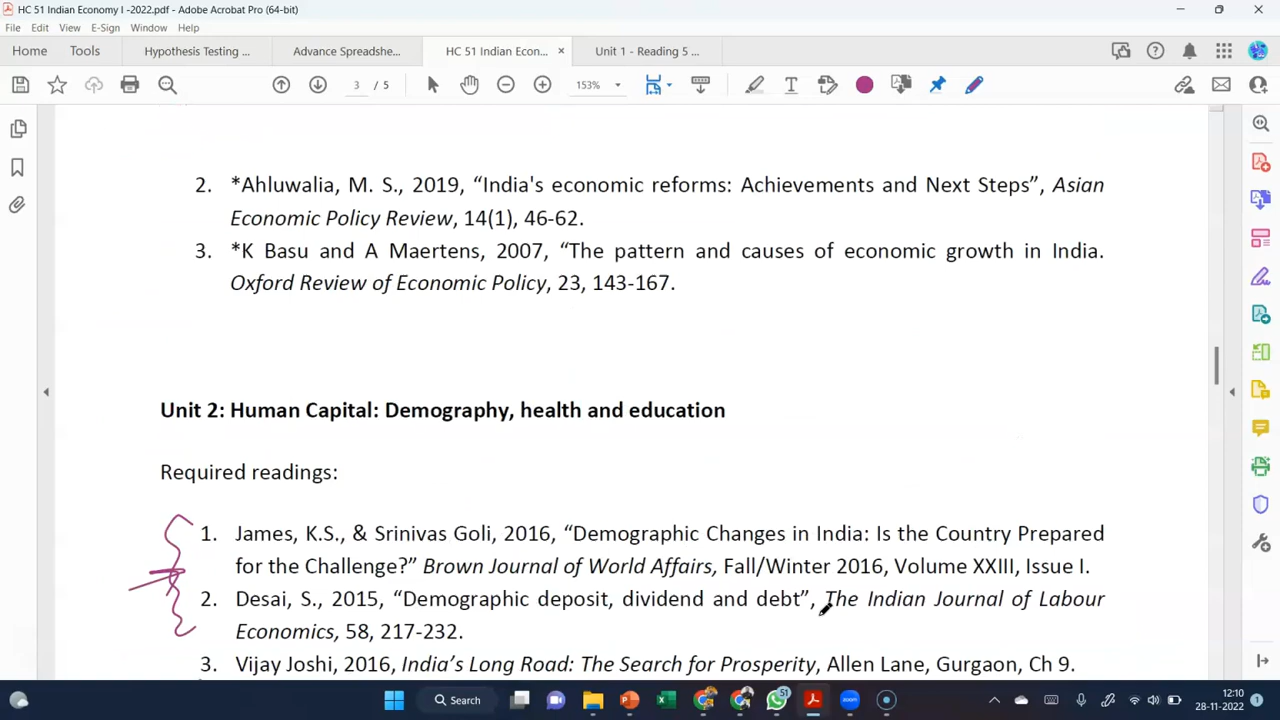 HC 51 Indian Economy I -2022.pdf - Adobe Acrobat Pro (64-bit)
File Edit View E-Sign Window Help
Home Tools Hypothesis Testing ... Advance Spreadshe... HC 51 Indian Econ... × Unit 1 - Reading 5 ...
3 / 5 153%
2. *Ahluwalia, M. S., 2019, “India's economic reforms: Achievements and Next Steps”, Asian
Economic Policy Review, 14(1), 46-62.
3. *K Basu and A Maertens, 2007, “The pattern and causes of economic growth in India.
Oxford Review of Economic Policy, 23, 143-167.
Unit 2: Human Capital: Demography, health and education
Required readings:
1. James, K.S., & Srinivas Goli, 2016, “Demographic Changes in India: Is the Country Prepared
for the Challenge?” Brown Journal of World Affairs, Fall/Winter 2016, Volume XXIII, Issue I.
2. Desai, S., 2015, “Demographic deposit, dividend and debt”, The Indian Journal of Labour
Economics, 58, 217-232.
3. Vijay Joshi, 2016, India’s Long Road: The Search for Prosperity, Allen Lane, Gurgaon, Ch 9.
Search 51 zoom 12:10
28-11-2022